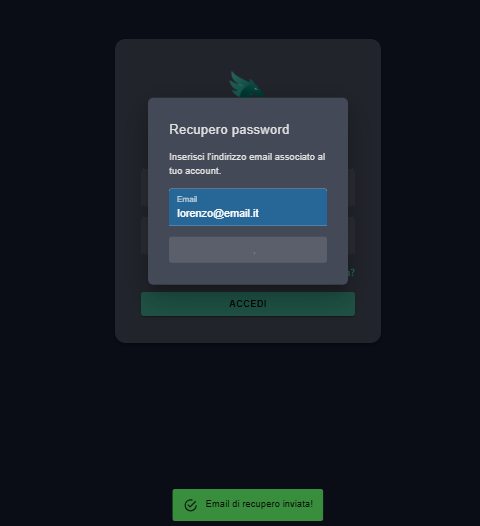 Recupero password
Inserisci l'indirizzo email associato al
tuo account.
Email
lorenzo@email.it
ACCEDI
Email di recupero inviata!